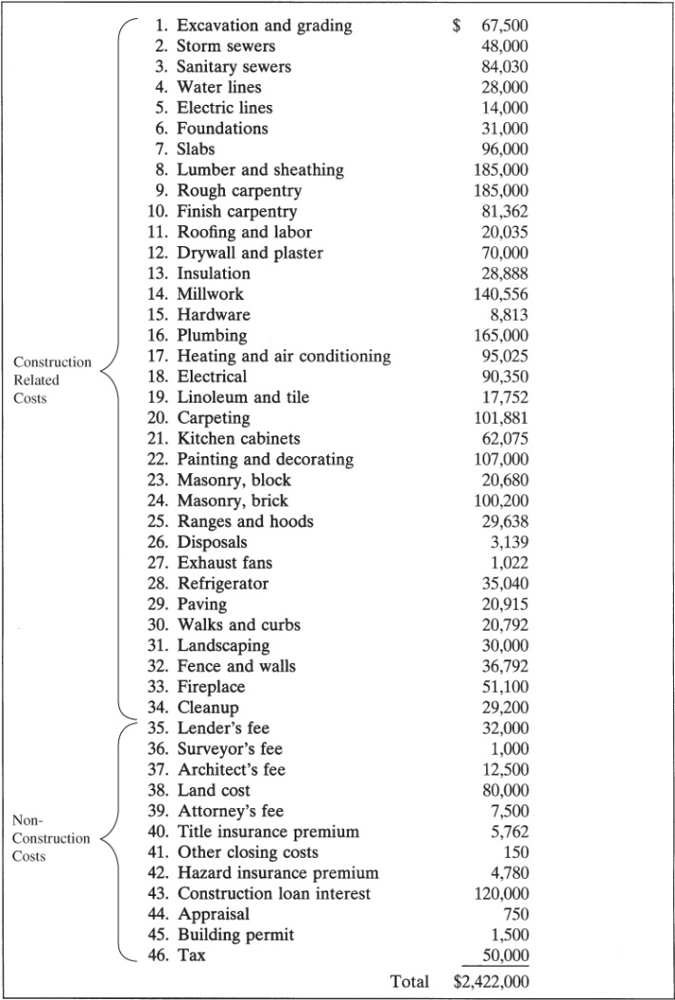 1. Excavation and grading $ 67,500
2. Storm sewers 48,000
3. Sanitary sewers 84,030
4. Water lines 28,000
5. Electric lines 14,000
6. Foundations 31,000
7. Slabs 96,000
8. Lumber and sheathing 185,000
9. Rough carpentry 185,000
10. Finish carpentry 81,362
11. Roofing and labor 20,035
12. Drywall and plaster 70,000
13. Insulation 28,888
14. Millwork 140,556
15. Hardware 8,813
16. Plumbing 165,000
17. Heating and air conditioning 95,025
Construction
Related
Costs
18. Electrical 90,350
19. Linoleum and tile 17,752
20. Carpeting 101,881
21. Kitchen cabinets 62,075
22. Painting and decorating 107,000
23. Masonry, block 20,680
24. Masonry, brick 100,200
25. Ranges and hoods 29,638
26. Disposals 3,139
27. Exhaust fans 1,022
28. Refrigerator 35,040
29. Paving 20,915
30. Walks and curbs 20,792
31. Landscaping 30,000
32. Fence and walls 36,792
33. Fireplace 51,100
34. Cleanup 29,200
35. Lender's fee 32,000
36. Surveyor's fee 1,000
37. Architect's fee 12,500
38. Land cost 80,000
39. Attorney's fee 7,500
Non-
Construction
Costs
40. Title insurance premium 5,762
41. Other closing costs 150
42. Hazard insurance premium 4,780
43. Construction loan interest 120,000
44. Appraisal 750
45. Building permit 1,500
46. Tax 50,000
Total $2,422,000